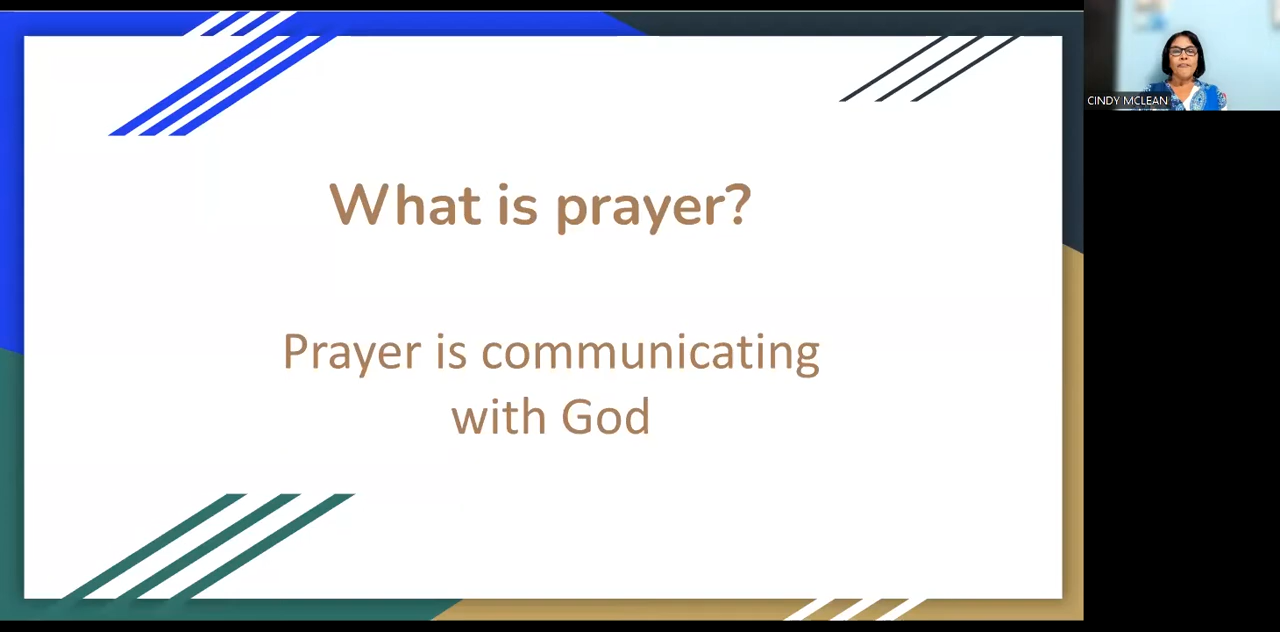 What is prayer?
Prayer is communicating
with God
CINDY MCLEAN